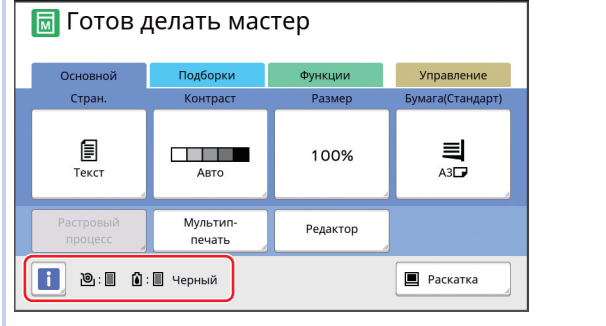 M Готов делать мастер
Основной Подборки Функции Управление
Стран. Контраст Размер Бумага(Стандарт)
Текст Авто 100% A3
Растровый процесс Мультип-печать Редактор
i : : Черный Раскатка